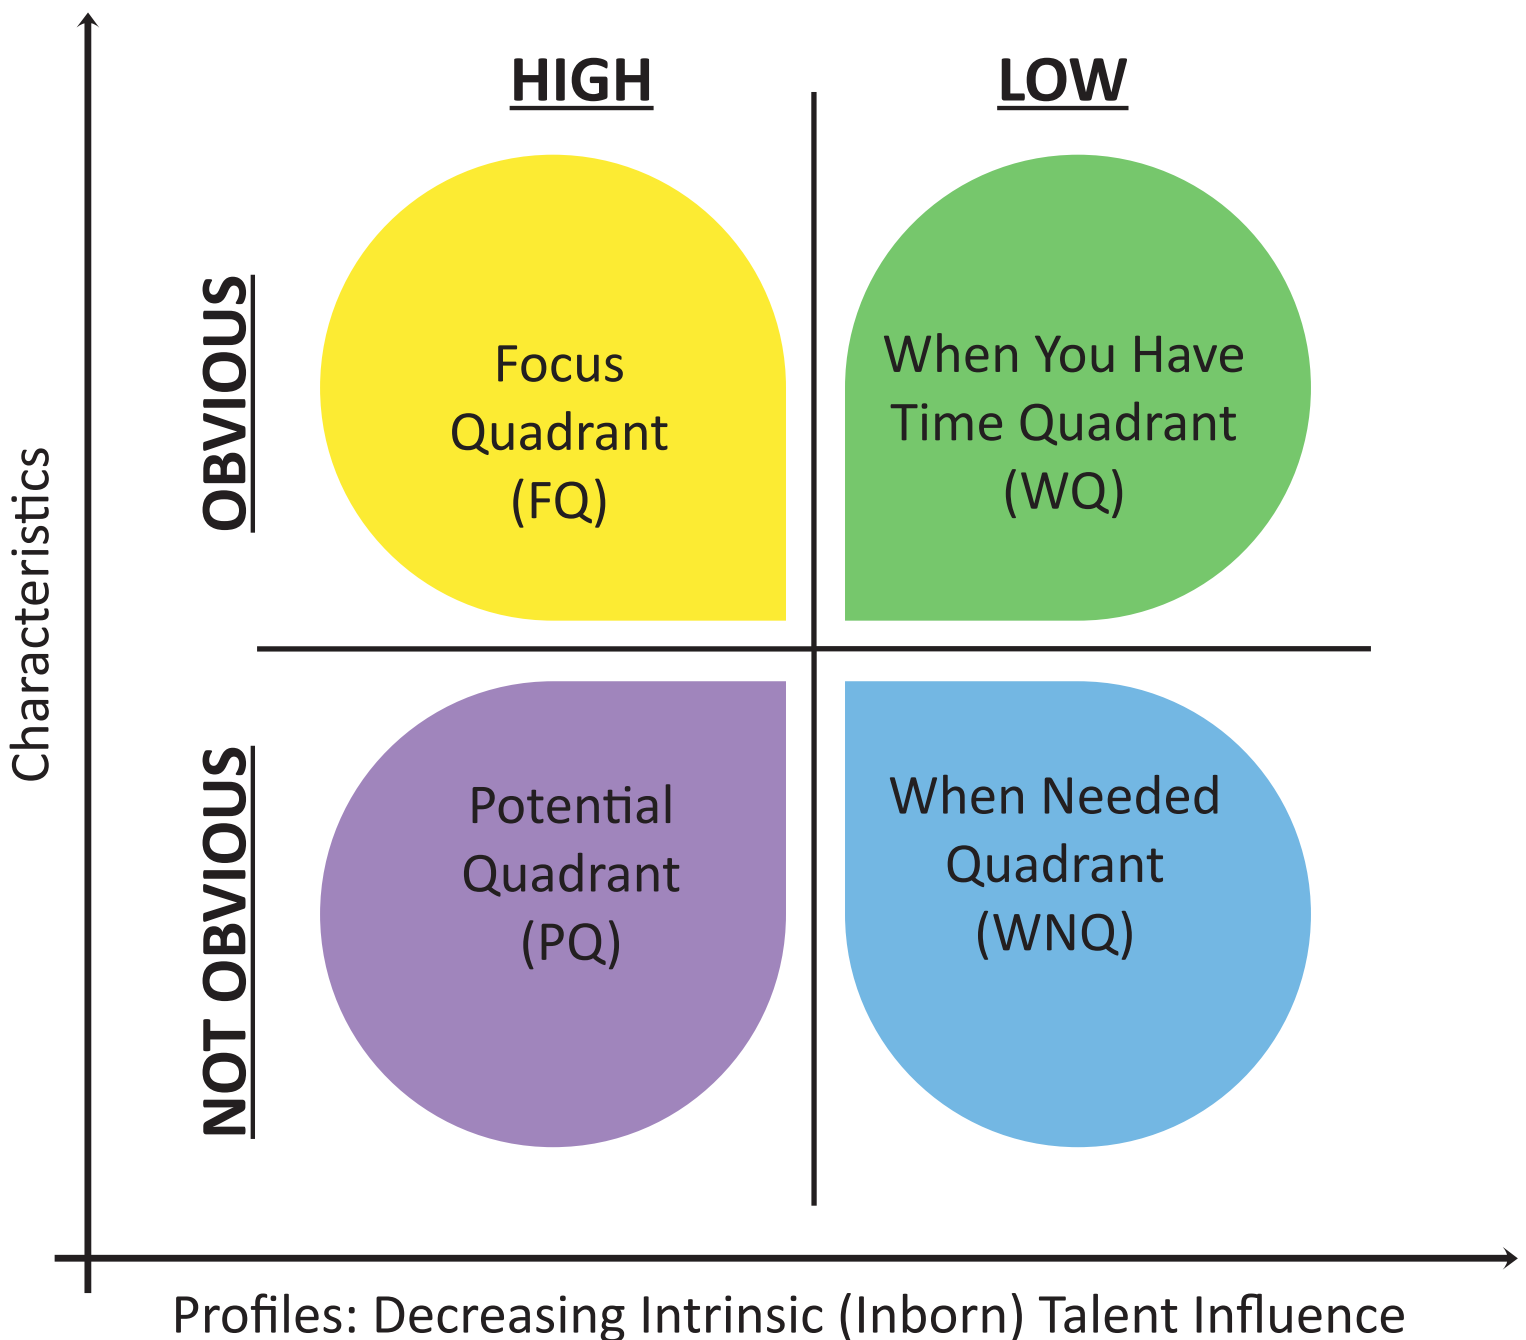 HIGH
LOW
OBVIOUS
Focus
Quadrant
(FQ)
When You Have
Time Quadrant
(WQ)
Characteristics
NOT OBVIOUS
Potential
Quadrant
(PQ)
When Needed
Quadrant
(WNQ)
Profiles: Decreasing Intrinsic (Inborn) Talent Influence